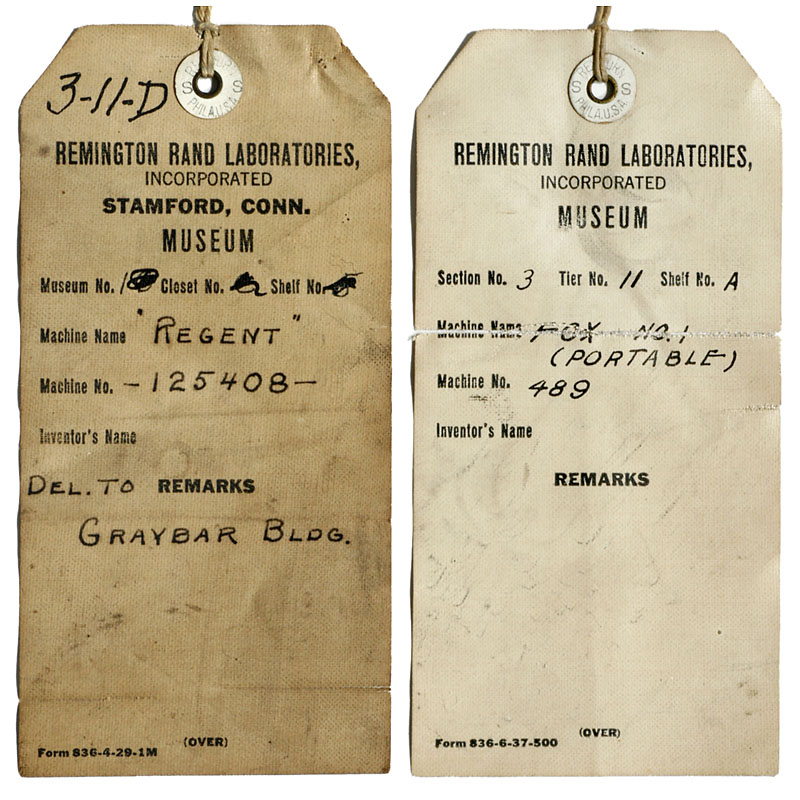 3-11-D
S S
PHILA.U.S.A.
REMINGTON RAND LABORATORIES,
INCORPORATED
STAMFORD, CONN.
MUSEUM
Museum No. Closet No. Shelf No.
Machine Name "REGENT"
Machine No. -125408-
Inventor's Name
DEL. TO REMARKS
GRAYBAR BLDG.
(OVER)
Form 836-4-29-1M
S S
PHILA.U.S.A.
REMINGTON RAND LABORATORIES,
INCORPORATED
MUSEUM
Section No. 3 Tier No. 11 Shelf No. A
Machine Name FOX NO. 1
(PORTABLE)
Machine No. 489
Inventor's Name
REMARKS
(OVER)
Form 836-6-37-500